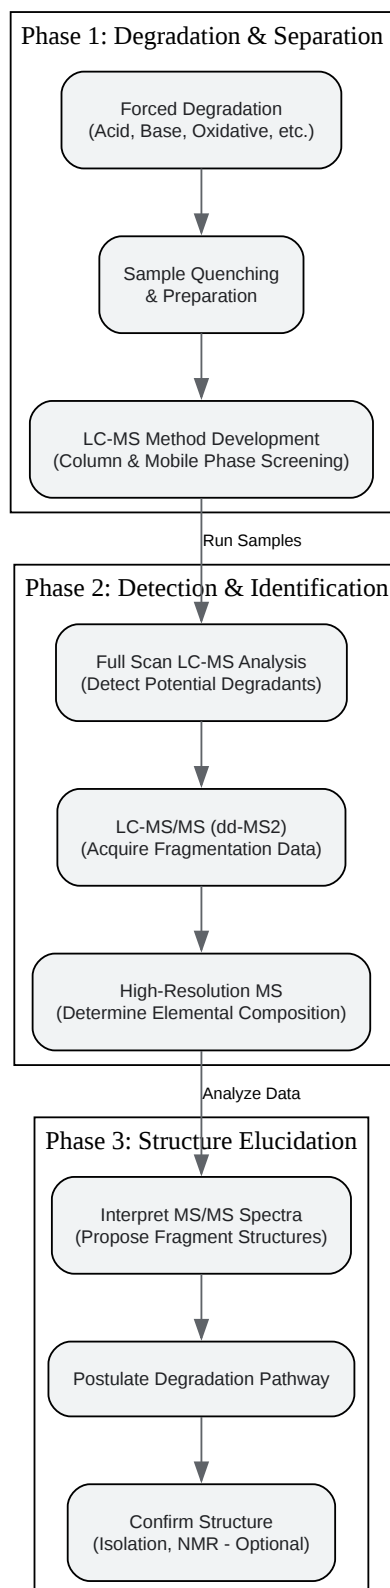 Phase 1: Degradation & Separation
Forced Degradation
(Acid, Base, Oxidative, etc.)
Sample Quenching
& Preparation
LC-MS Method Development
(Column & Mobile Phase Screening)
Run Samples
Phase 2: Detection & Identification
Full Scan LC-MS Analysis
(Detect Potential Degradants)
LC-MS/MS (dd-MS2)
(Acquire Fragmentation Data)
High-Resolution MS
(Determine Elemental Composition)
Analyze Data
Phase 3: Structure Elucidation
Interpret MS/MS Spectra
(Propose Fragment Structures)
Postulate Degradation Pathway
Confirm Structure
(Isolation, NMR - Optional)